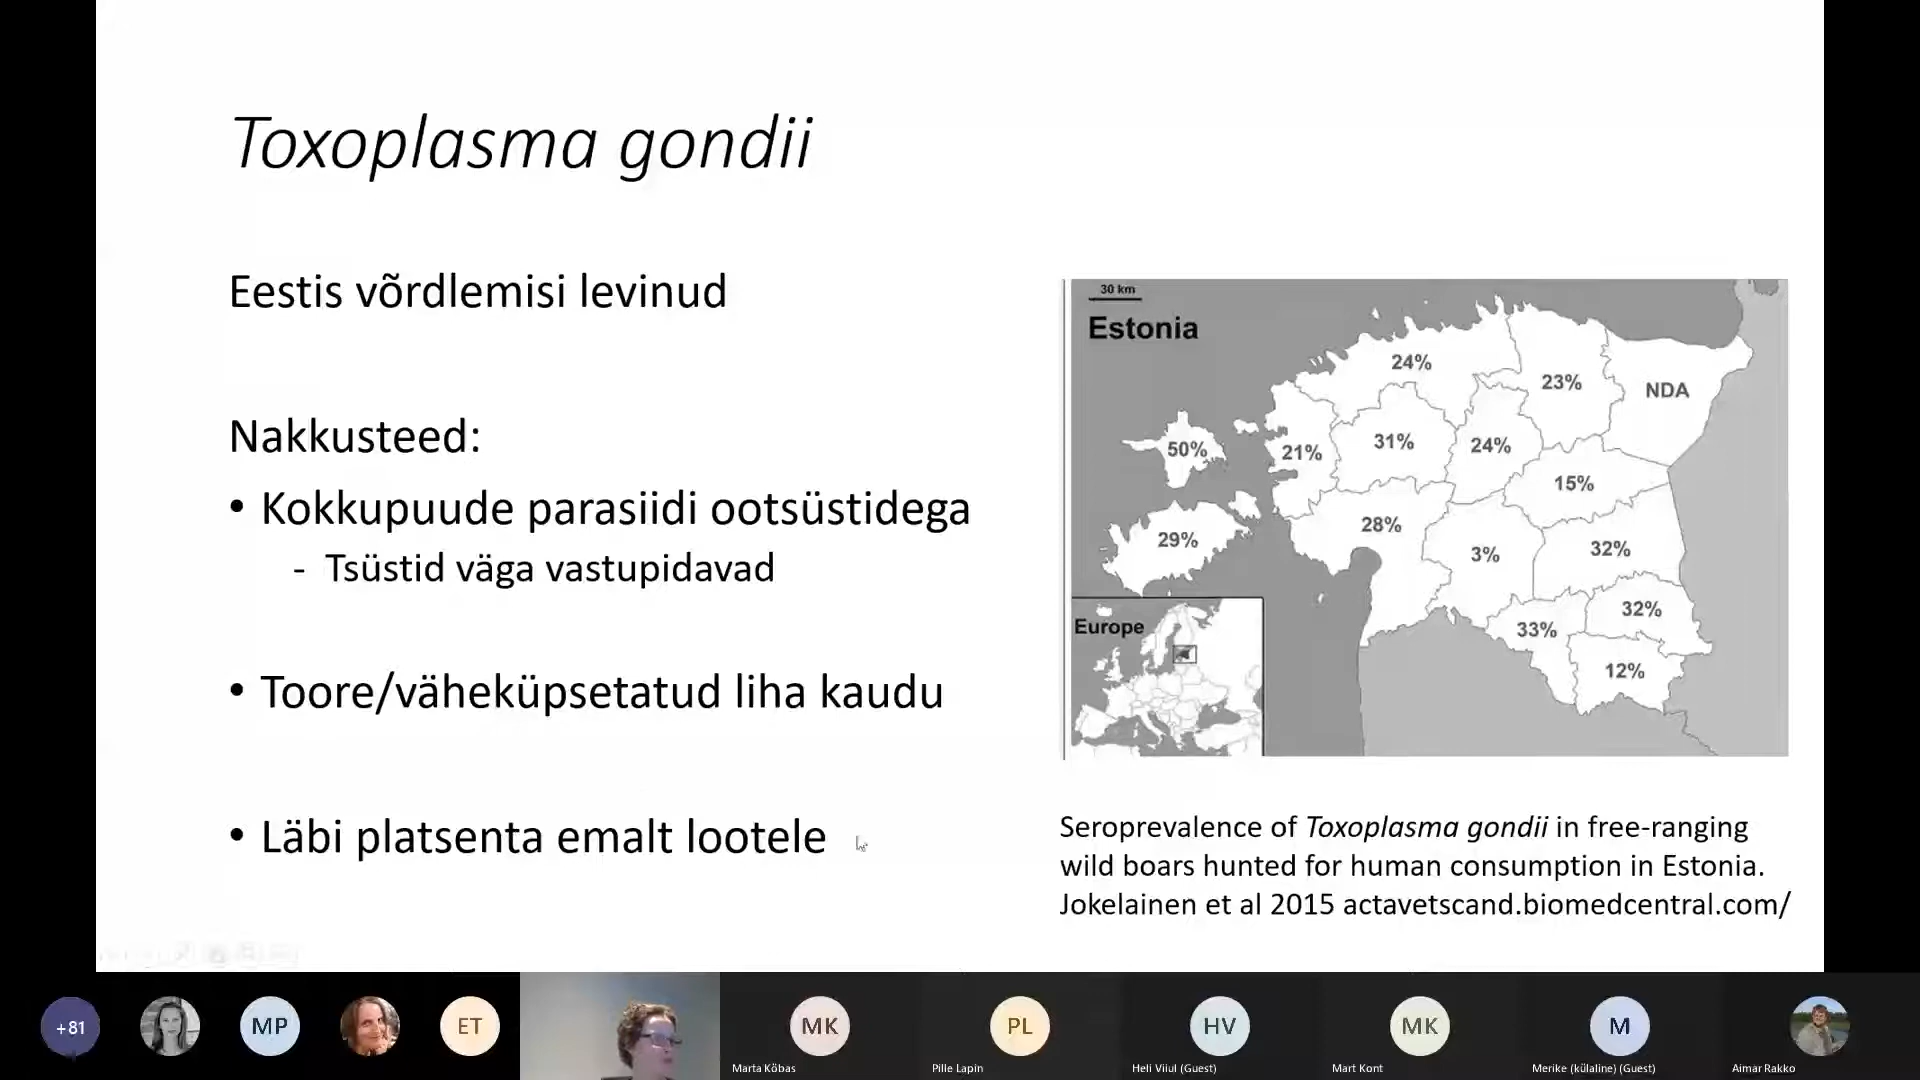 Toxoplasma gondii
Eestis võrdlemisi levinud
Nakkusteed:
• Kokkupuude parasiidi ootsüstidega
- Tsüstid väga vastupidavad
• Toore/väheküpsetatud liha kaudu
• Läbi platsenta emalt lootele
30 km
Estonia
24%
23%
NDA
50%
21%
31%
24%
15%
29%
28%
3%
32%
32%
33%
12%
Europe
Seroprevalence of Toxoplasma gondii in free-ranging
wild boars hunted for human consumption in Estonia.
Jokelainen et al 2015 actavetscand.biomedcentral.com/
+81
MP
ET
MK
PL
HV
MK
M
Marta Kõbas
Pille Lapin
Heli Viiul (Guest)
Mart Kont
Merike (külaline) (Guest)
Aimar Rakko